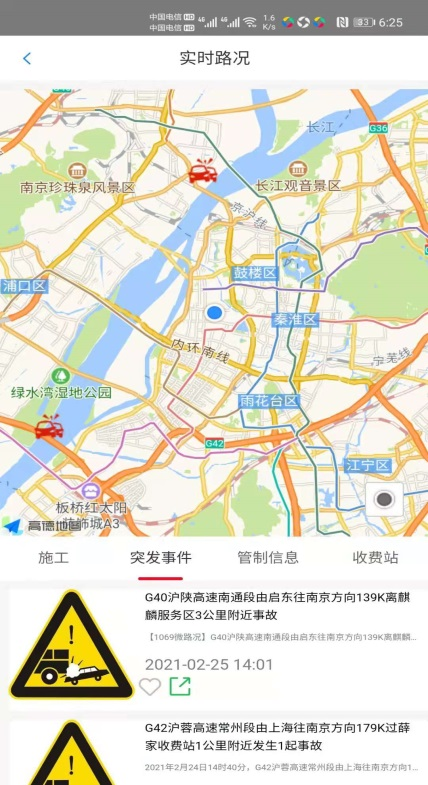 中国电信 HD 4G 4G 1.6 K/s 33 6:25
中国电信 HD
实时路况
长江
G36
南京珍珠泉风景区
长江观音景区
京沪线
浦口区
鼓楼区
秦淮区
内环南线
宁芜线
绿水湾湿地公园
雨花台区
G42
江宁区
板桥红太阳
装饰城A3
高德地图
施工 突发事件 管制信息 收费站
G40沪陕高速南通段由启东往南京方向139K离麒
麟服务区3公里附近事故
【1069微路况】G40沪陕高速南通段由启东往南京方向139K离麒麟...
2021-02-25 14:01
G42沪蓉高速常州段由上海往南京方向179K过薛
家收费站1公里附近发生1起事故
2021年2月24日14时40分，G42沪蓉高速常州段由上海往南京方向1...